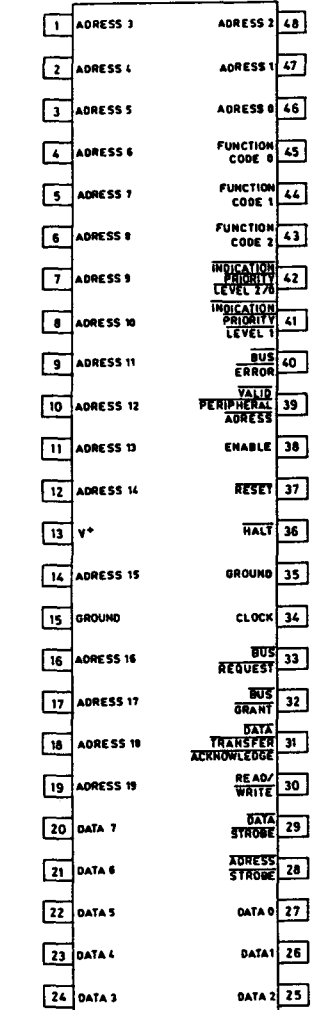 1 ADRESS 3
2 ADRESS 4
3 ADRESS 5
4 ADRESS 6
5 ADRESS 7
6 ADRESS 8
7 ADRESS 9
8 ADRESS 10
9 ADRESS 11
10 ADRESS 12
11 ADRESS 13
12 ADRESS 14
13 V+
14 ADRESS 15
15 GROUND
16 ADRESS 16
17 ADRESS 17
18 ADRESS 18
19 ADRESS 19
20 DATA 7
21 DATA 6
22 DATA 5
23 DATA 4
24 DATA 3
ADRESS 2 48
ADRESS 1 47
ADRESS 0 46
FUNCTION
CODE 0 45
FUNCTION
CODE 1 44
FUNCTION
CODE 2 43
INDICATION
PRIORITY 42
LEVEL 2/0
INDICATION
PRIORITY 41
LEVEL 1
BUS
ERROR 40
VALID
PERIPHERAL 39
ADRESS
ENABLE 38
RESET 37
HALT 36
GROUND 35
CLOCK 34
BUS
REQUEST 33
BUS
GRANT 32
DATA
TRANSFER 31
ACKNOWLEDGE
READ/
WRITE 30
DATA
STROBE 29
ADRESS
STROBE 28
DATA 0 27
DATA 1 26
DATA 2 25